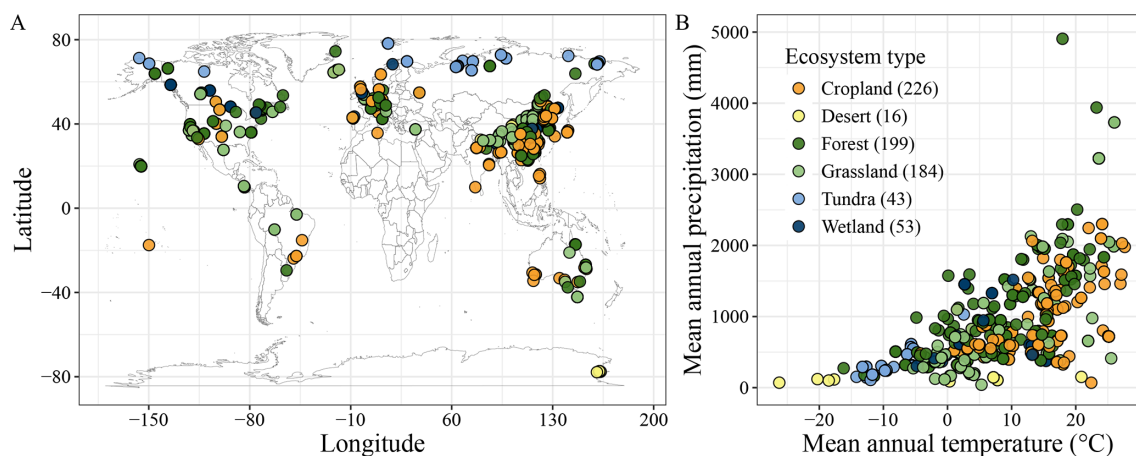 A
80
40
0
−40
−80
−150
−80
−10
60
130
200
Latitude
Longitude
B
5000
4000
3000
2000
1000
0
−20
−10
0
10
20
Mean annual precipitation (mm)
Mean annual temperature (°C)
Ecosystem type
Cropland (226)
Desert (16)
Forest (199)
Grassland (184)
Tundra (43)
Wetland (53)